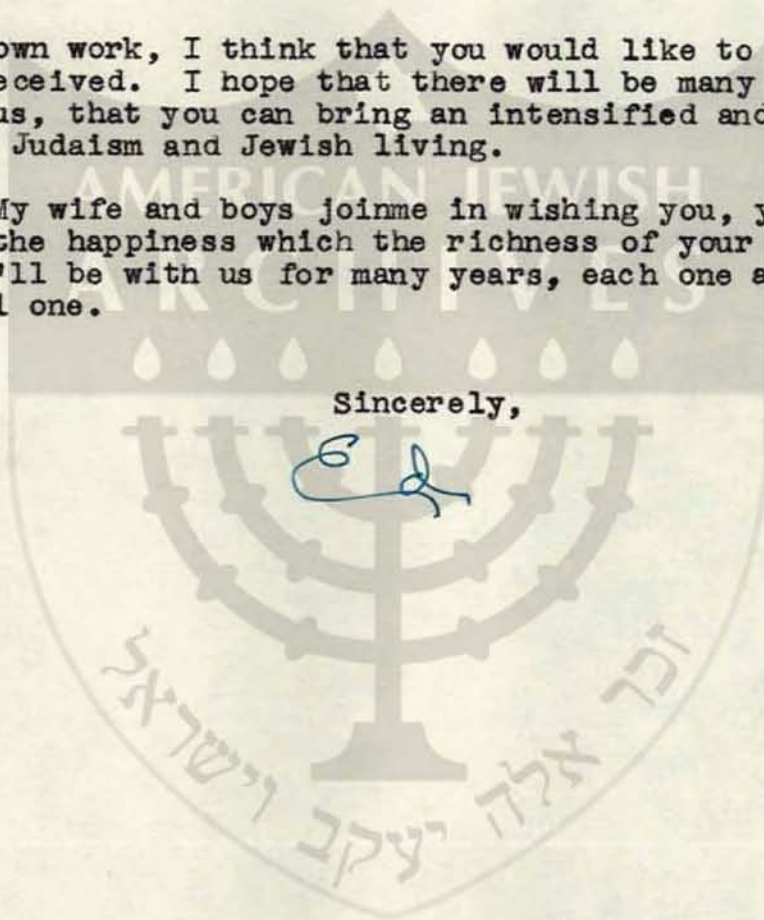 own work, I think that you would like to
eceived. I hope that there will be many
us, that you can bring an intensified and
Judaism and Jewish living.
My wife and boys joinme in wishing you, y
the happiness which the richness of your
'll be with us for many years, each one a
l one.
Sincerely,
Ed
AMERICAN JEWISH
ARCHIVES
זכר אלה יעקב וישראל